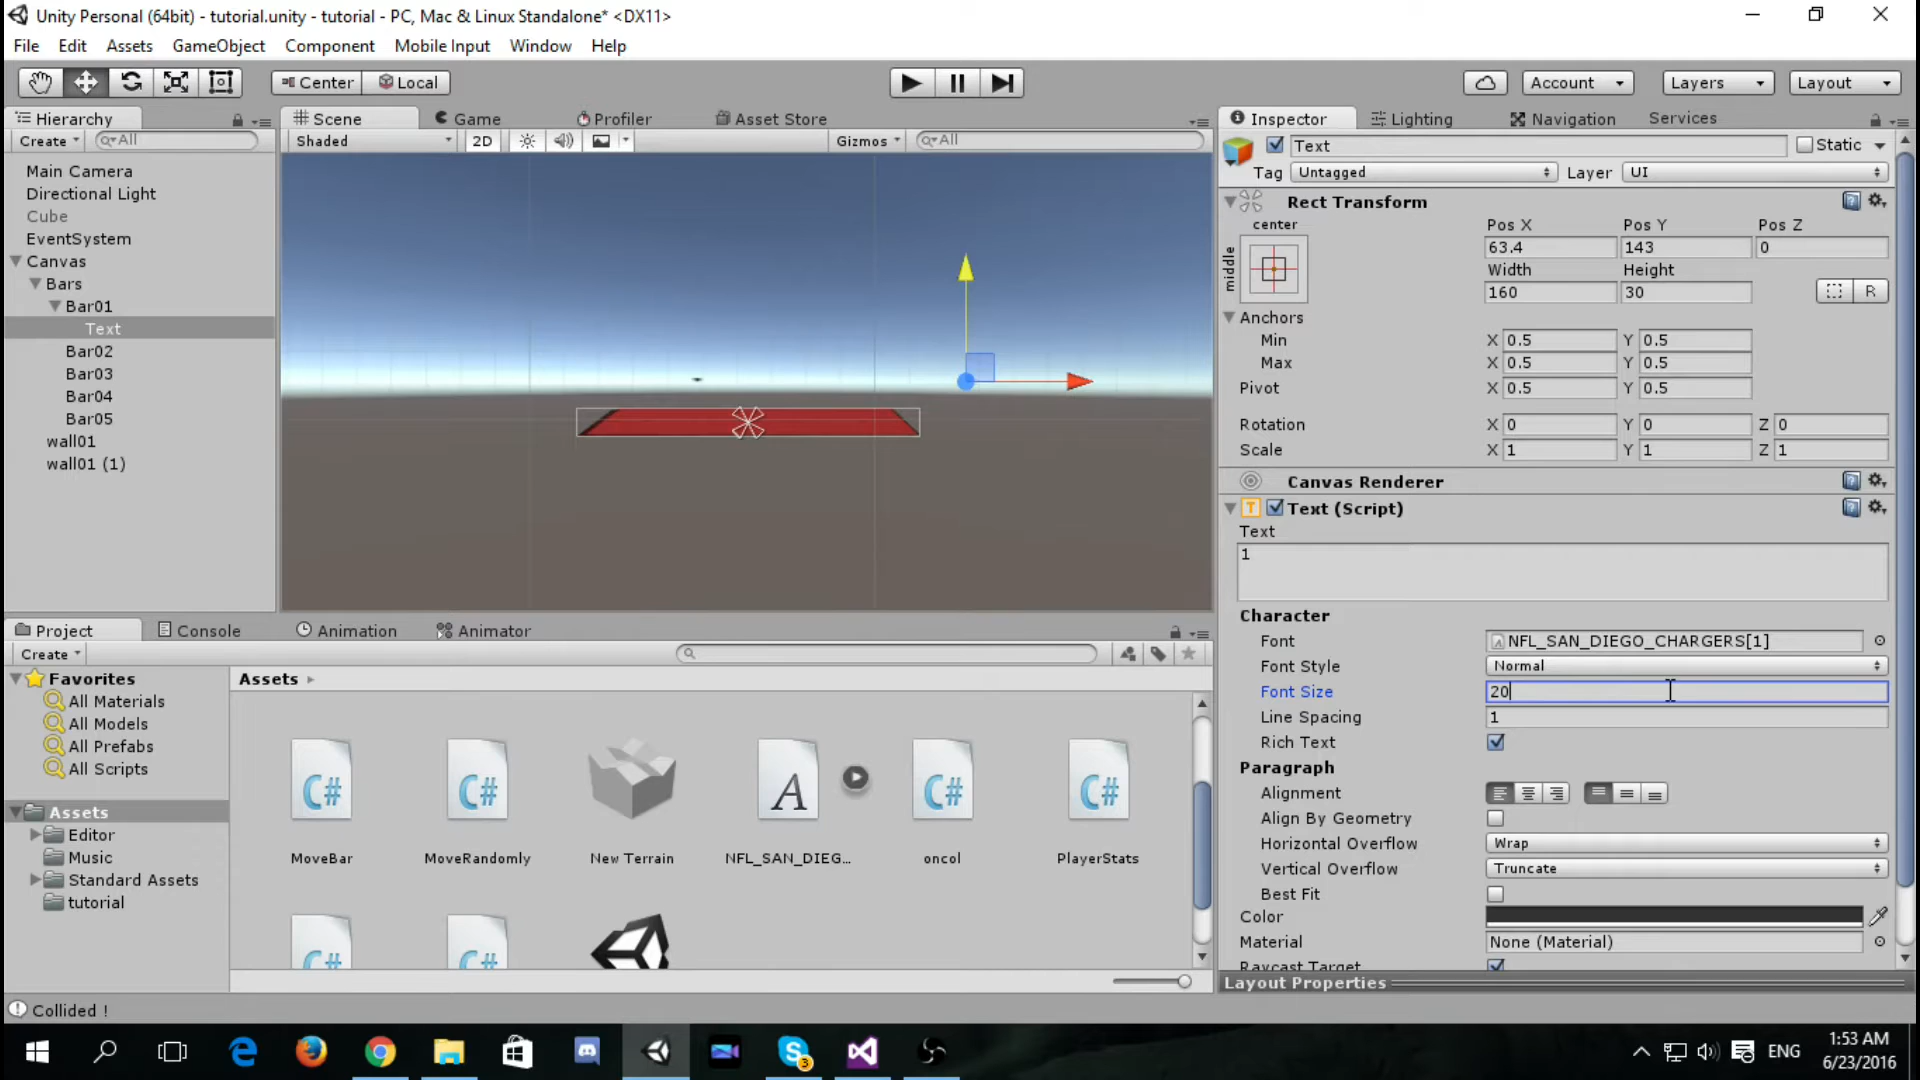 Unity Personal (64bit) - tutorial.unity - tutorial - PC, Mac & Linux Standalone* <DX11>
File Edit Assets GameObject Component Mobile Input Window Help
Center Local Account Layers Layout
Hierarchy
Create All
Main Camera
Directional Light
Cube
EventSystem
Canvas
Bars
Bar01
Text
Bar02
Bar03
Bar04
Bar05
wall01
wall01 (1)
Scene Game Profiler Asset Store
Shaded 2D Gizmos All
Inspector Lighting Navigation Services
Text Static
Tag Untagged Layer UI
Rect Transform
center
middle
Pos X Pos Y Pos Z
63.4 143 0
Width Height
160 30 R
Anchors
Min X 0.5 Y 0.5
Max X 0.5 Y 0.5
Pivot X 0.5 Y 0.5
Rotation X 0 Y 0 Z 0
Scale X 1 Y 1 Z 1
Canvas Renderer
T Text (Script)
Text
1
Character
Font NFL_SAN_DIEGO_CHARGERS[1]
Font Style Normal
Font Size 20
Line Spacing 1
Rich Text
Paragraph
Alignment
Align By Geometry
Horizontal Overflow Wrap
Vertical Overflow Truncate
Best Fit
Color
Material None (Material)
Raycast Target
Layout Properties
Project Console Animation Animator
Create
Favorites
All Materials
All Models
All Prefabs
All Scripts
Assets
Editor
Music
Standard Assets
tutorial
Assets
C# C# A C# C#
MoveBar MoveRandomly New Terrain NFL_SAN_DIEG... oncol PlayerStats
C# C#
Collided !
3
ENG
1:53 AM
6/23/2016